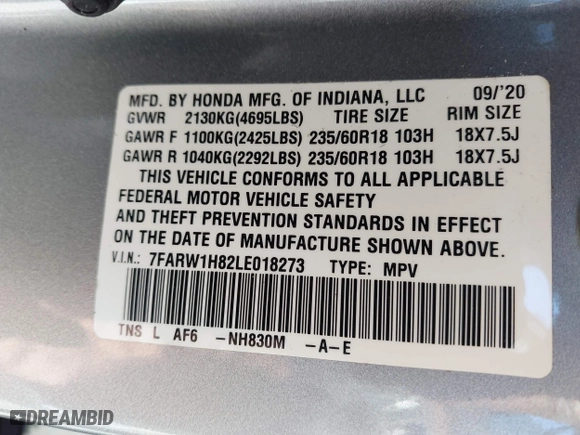 MFD. BY HONDA MFG. OF INDIANA, LLC 09/'20
GVWR 2130KG(4695LBS) TIRE SIZE RIM SIZE
GAWR F 1100KG(2425LBS) 235/60R18 103H 18X7.5J
GAWR R 1040KG(2292LBS) 235/60R18 103H 18X7.5J
THIS VEHICLE CONFORMS TO ALL APPLICABLE
FEDERAL MOTOR VEHICLE SAFETY
AND THEFT PREVENTION STANDARDS IN EFFECT
ON THE DATE OF MANUFACTURE SHOWN ABOVE.
V.I.N.: 7FARW1H82LE018273 TYPE: MPV
TNS L AF6 -NH830M -A-E
DREAMBID